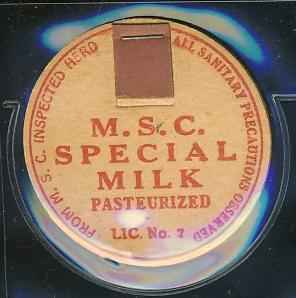 FROM M. S. C. INSPECTED HERD
ALL SANITARY PRECAUTIONS OBSERVED
M.S.C.
SPECIAL
MILK
PASTEURIZED
LIC. No. 7